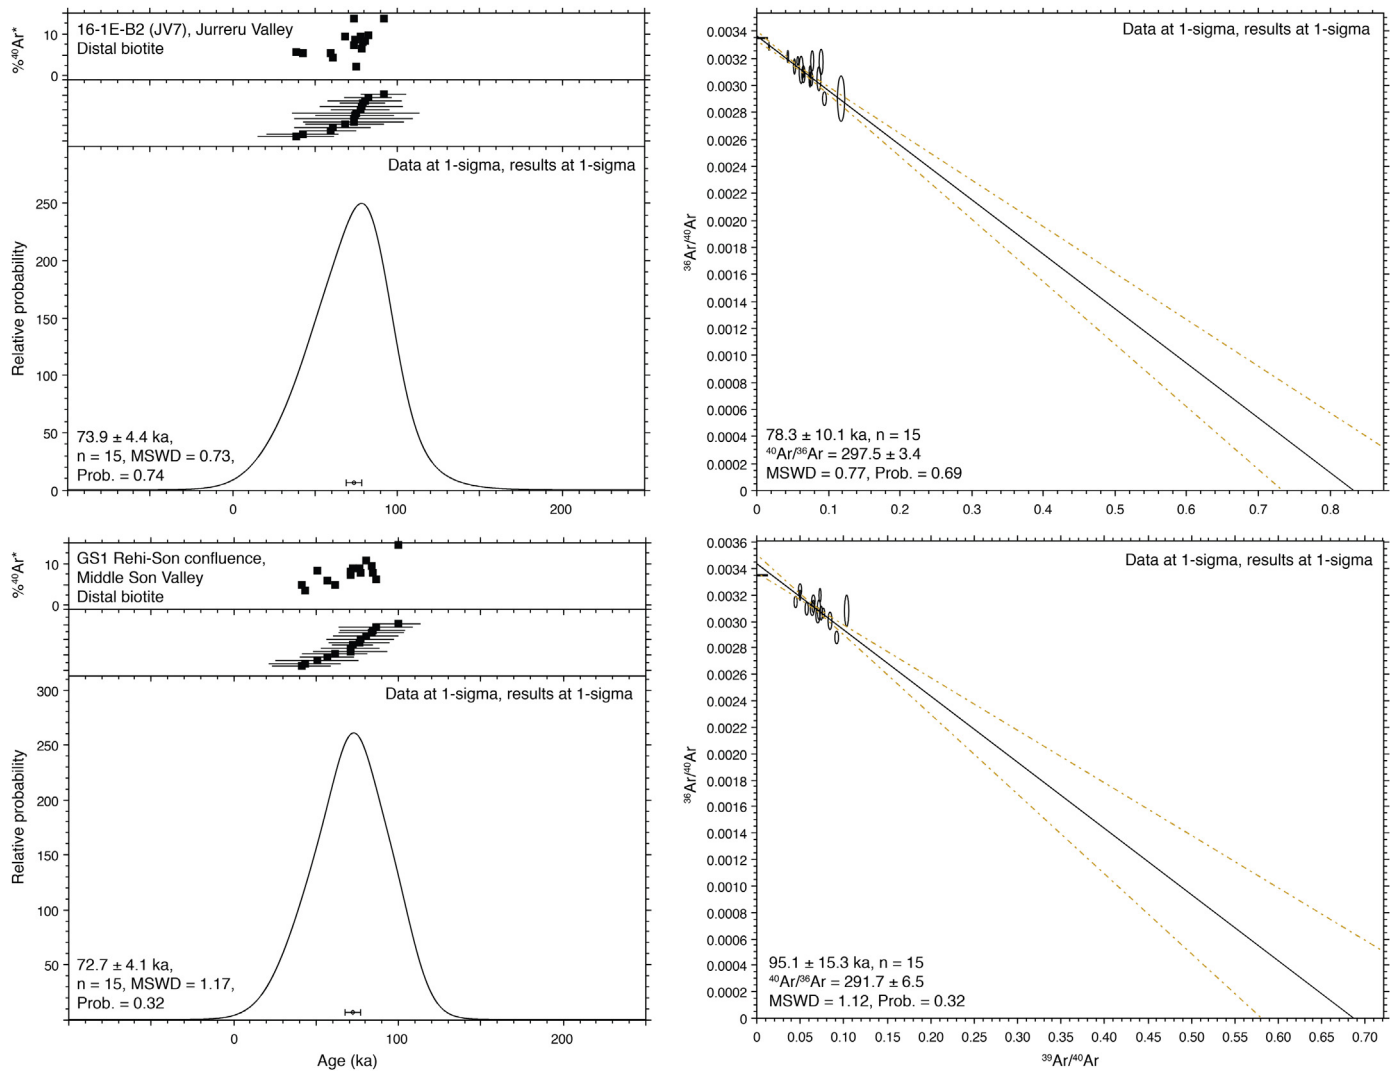 16-1E-B2 (JV7), Jurreru Valley
Distal biotite
%⁴⁰Ar*
10
5
0
Data at 1-sigma, results at 1-sigma
Relative probability
250
200
150
100
50
0
73.9 ± 4.4 ka,
n = 15, MSWD = 0.73,
Prob. = 0.74
0 100 200
Data at 1-sigma, results at 1-sigma
³⁶Ar/⁴⁰Ar
0.0034
0.0032
0.0030
0.0028
0.0026
0.0024
0.0022
0.0020
0.0018
0.0016
0.0014
0.0012
0.0010
0.0008
0.0006
0.0004
0.0002
0
78.3 ± 10.1 ka, n = 15
⁴⁰Ar/³⁶Ar = 297.5 ± 3.4
MSWD = 0.77, Prob. = 0.69
0 0.1 0.2 0.3 0.4 0.5 0.6 0.7 0.8
GS1 Rehi-Son confluence,
Middle Son Valley
Distal biotite
%⁴⁰Ar*
10
5
0
Data at 1-sigma, results at 1-sigma
Relative probability
300
250
200
150
100
50
72.7 ± 4.1 ka,
n = 15, MSWD = 1.17,
Prob. = 0.32
0 100 200
Age (ka)
Data at 1-sigma, results at 1-sigma
³⁶Ar/⁴⁰Ar
0.0036
0.0034
0.0032
0.0030
0.0028
0.0026
0.0024
0.0022
0.0020
0.0018
0.0016
0.0014
0.0012
0.0010
0.0008
0.0006
0.0004
0.0002
0
95.1 ± 15.3 ka, n = 15
⁴⁰Ar/³⁶Ar = 291.7 ± 6.5
MSWD = 1.12, Prob. = 0.32
0 0.05 0.10 0.15 0.20 0.25 0.30 0.35 0.40 0.45 0.50 0.55 0.60 0.65 0.70
³⁹Ar/⁴⁰Ar